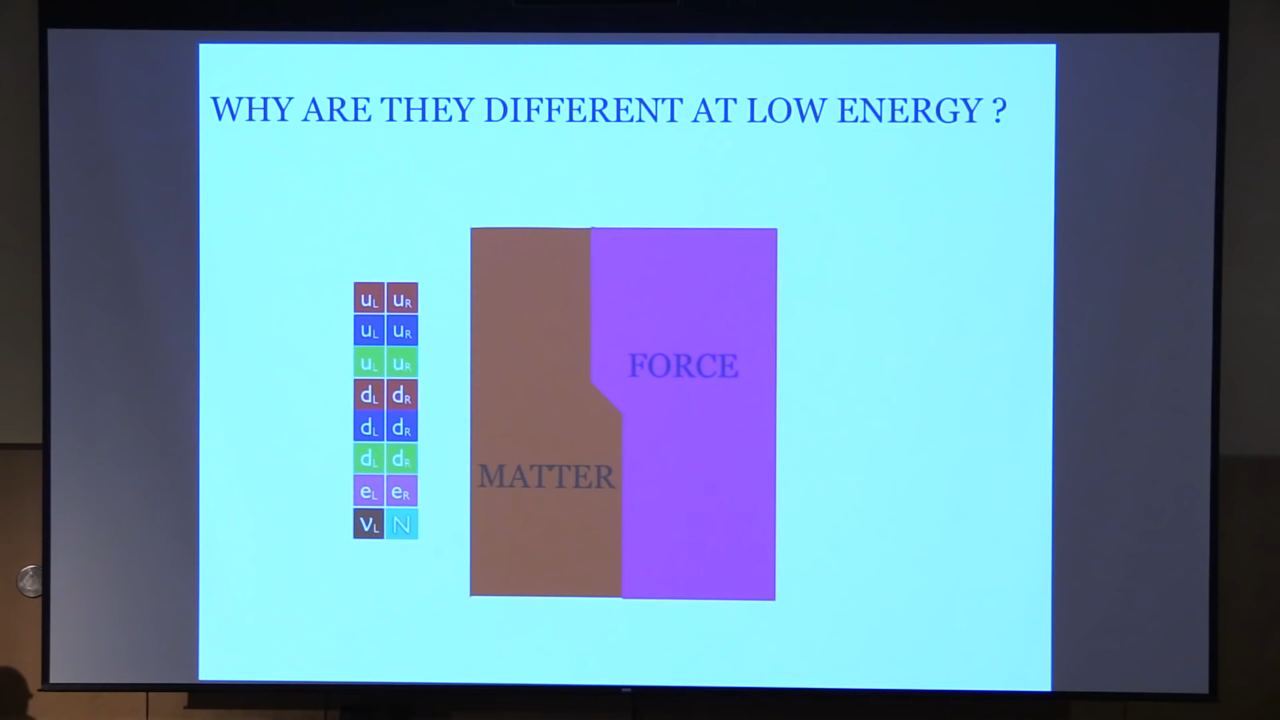 WHY ARE THEY DIFFERENT AT LOW ENERGY ?
uL uR
uL uR
uL uR
dL dR
dL dR
dL dR
eL eR
νL N
FORCE
MATTER